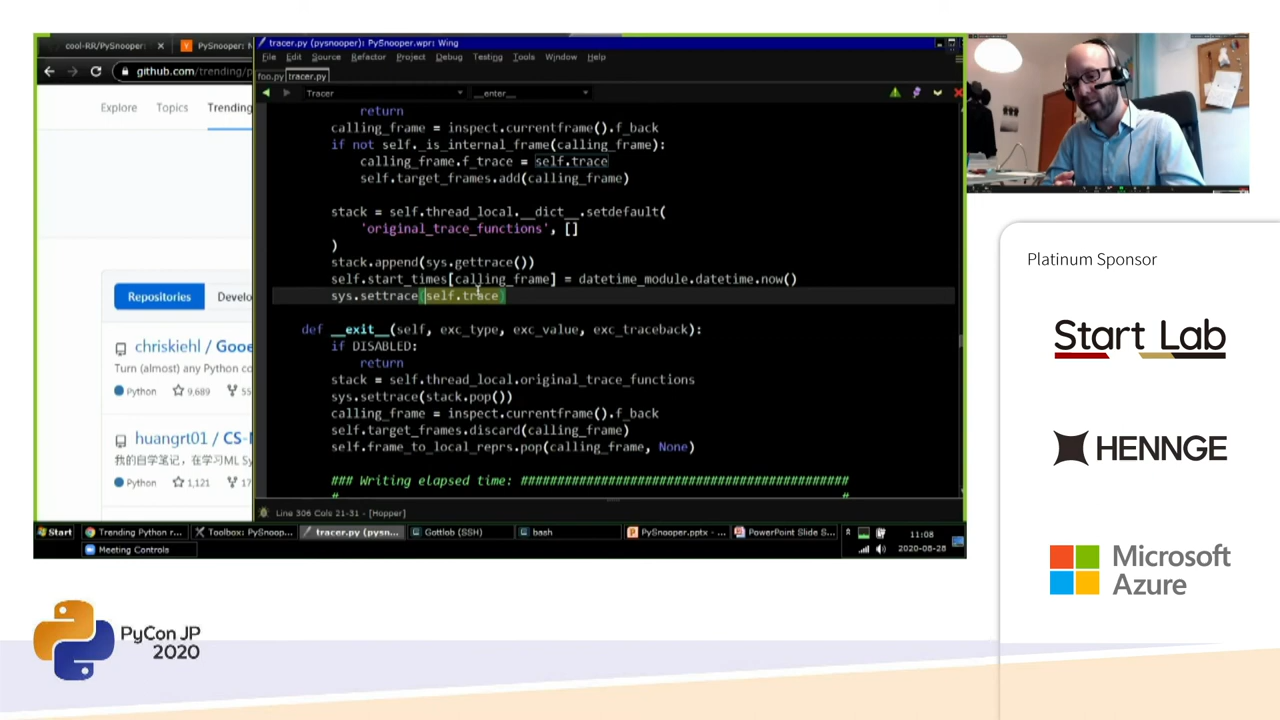 cool-RR/PySnooper:
PySnooper:
github.com/trending/p
Explore Topics Trending
Repositories Develo
chriskiehl / Gooe
Turn (almost) any Python co
Python 9,689 55
huangrt01 / CS-N
我的自学笔记，在学习ML Sy
Python 1,121 17
tracer.py (pysnooper): PySnooper.wpr: Wing
File Edit Source Refactor Project Debug Testing Tools Window Help
foo.py tracer.py
Tracer __enter__
return
calling_frame = inspect.currentframe().f_back
if not self._is_internal_frame(calling_frame):
calling_frame.f_trace = self.trace
self.target_frames.add(calling_frame)
stack = self.thread_local.__dict__.setdefault(
'original_trace_functions', []
)
stack.append(sys.gettrace())
self.start_times[calling_frame] = datetime_module.datetime.now()
sys.settrace(self.trace)
def __exit__(self, exc_type, exc_value, exc_traceback):
if DISABLED:
return
stack = self.thread_local.original_trace_functions
sys.settrace(stack.pop())
calling_frame = inspect.currentframe().f_back
self.target_frames.discard(calling_frame)
self.frame_to_local_reprs.pop(calling_frame, None)
### Writing elapsed time: #############################################
# #
Line 306 Cols 21-31 - [Hopper]
Start Trending Python r... Toolbox: PySnoop... tracer.py (pysn... Gottlob (SSH) bash PySnooper.pptx - ... PowerPoint Slide S... 11:08
Meeting Controls 2020-08-28
Platinum Sponsor
Start Lab
HENNGE
Microsoft
Azure
PyCon JP
2020